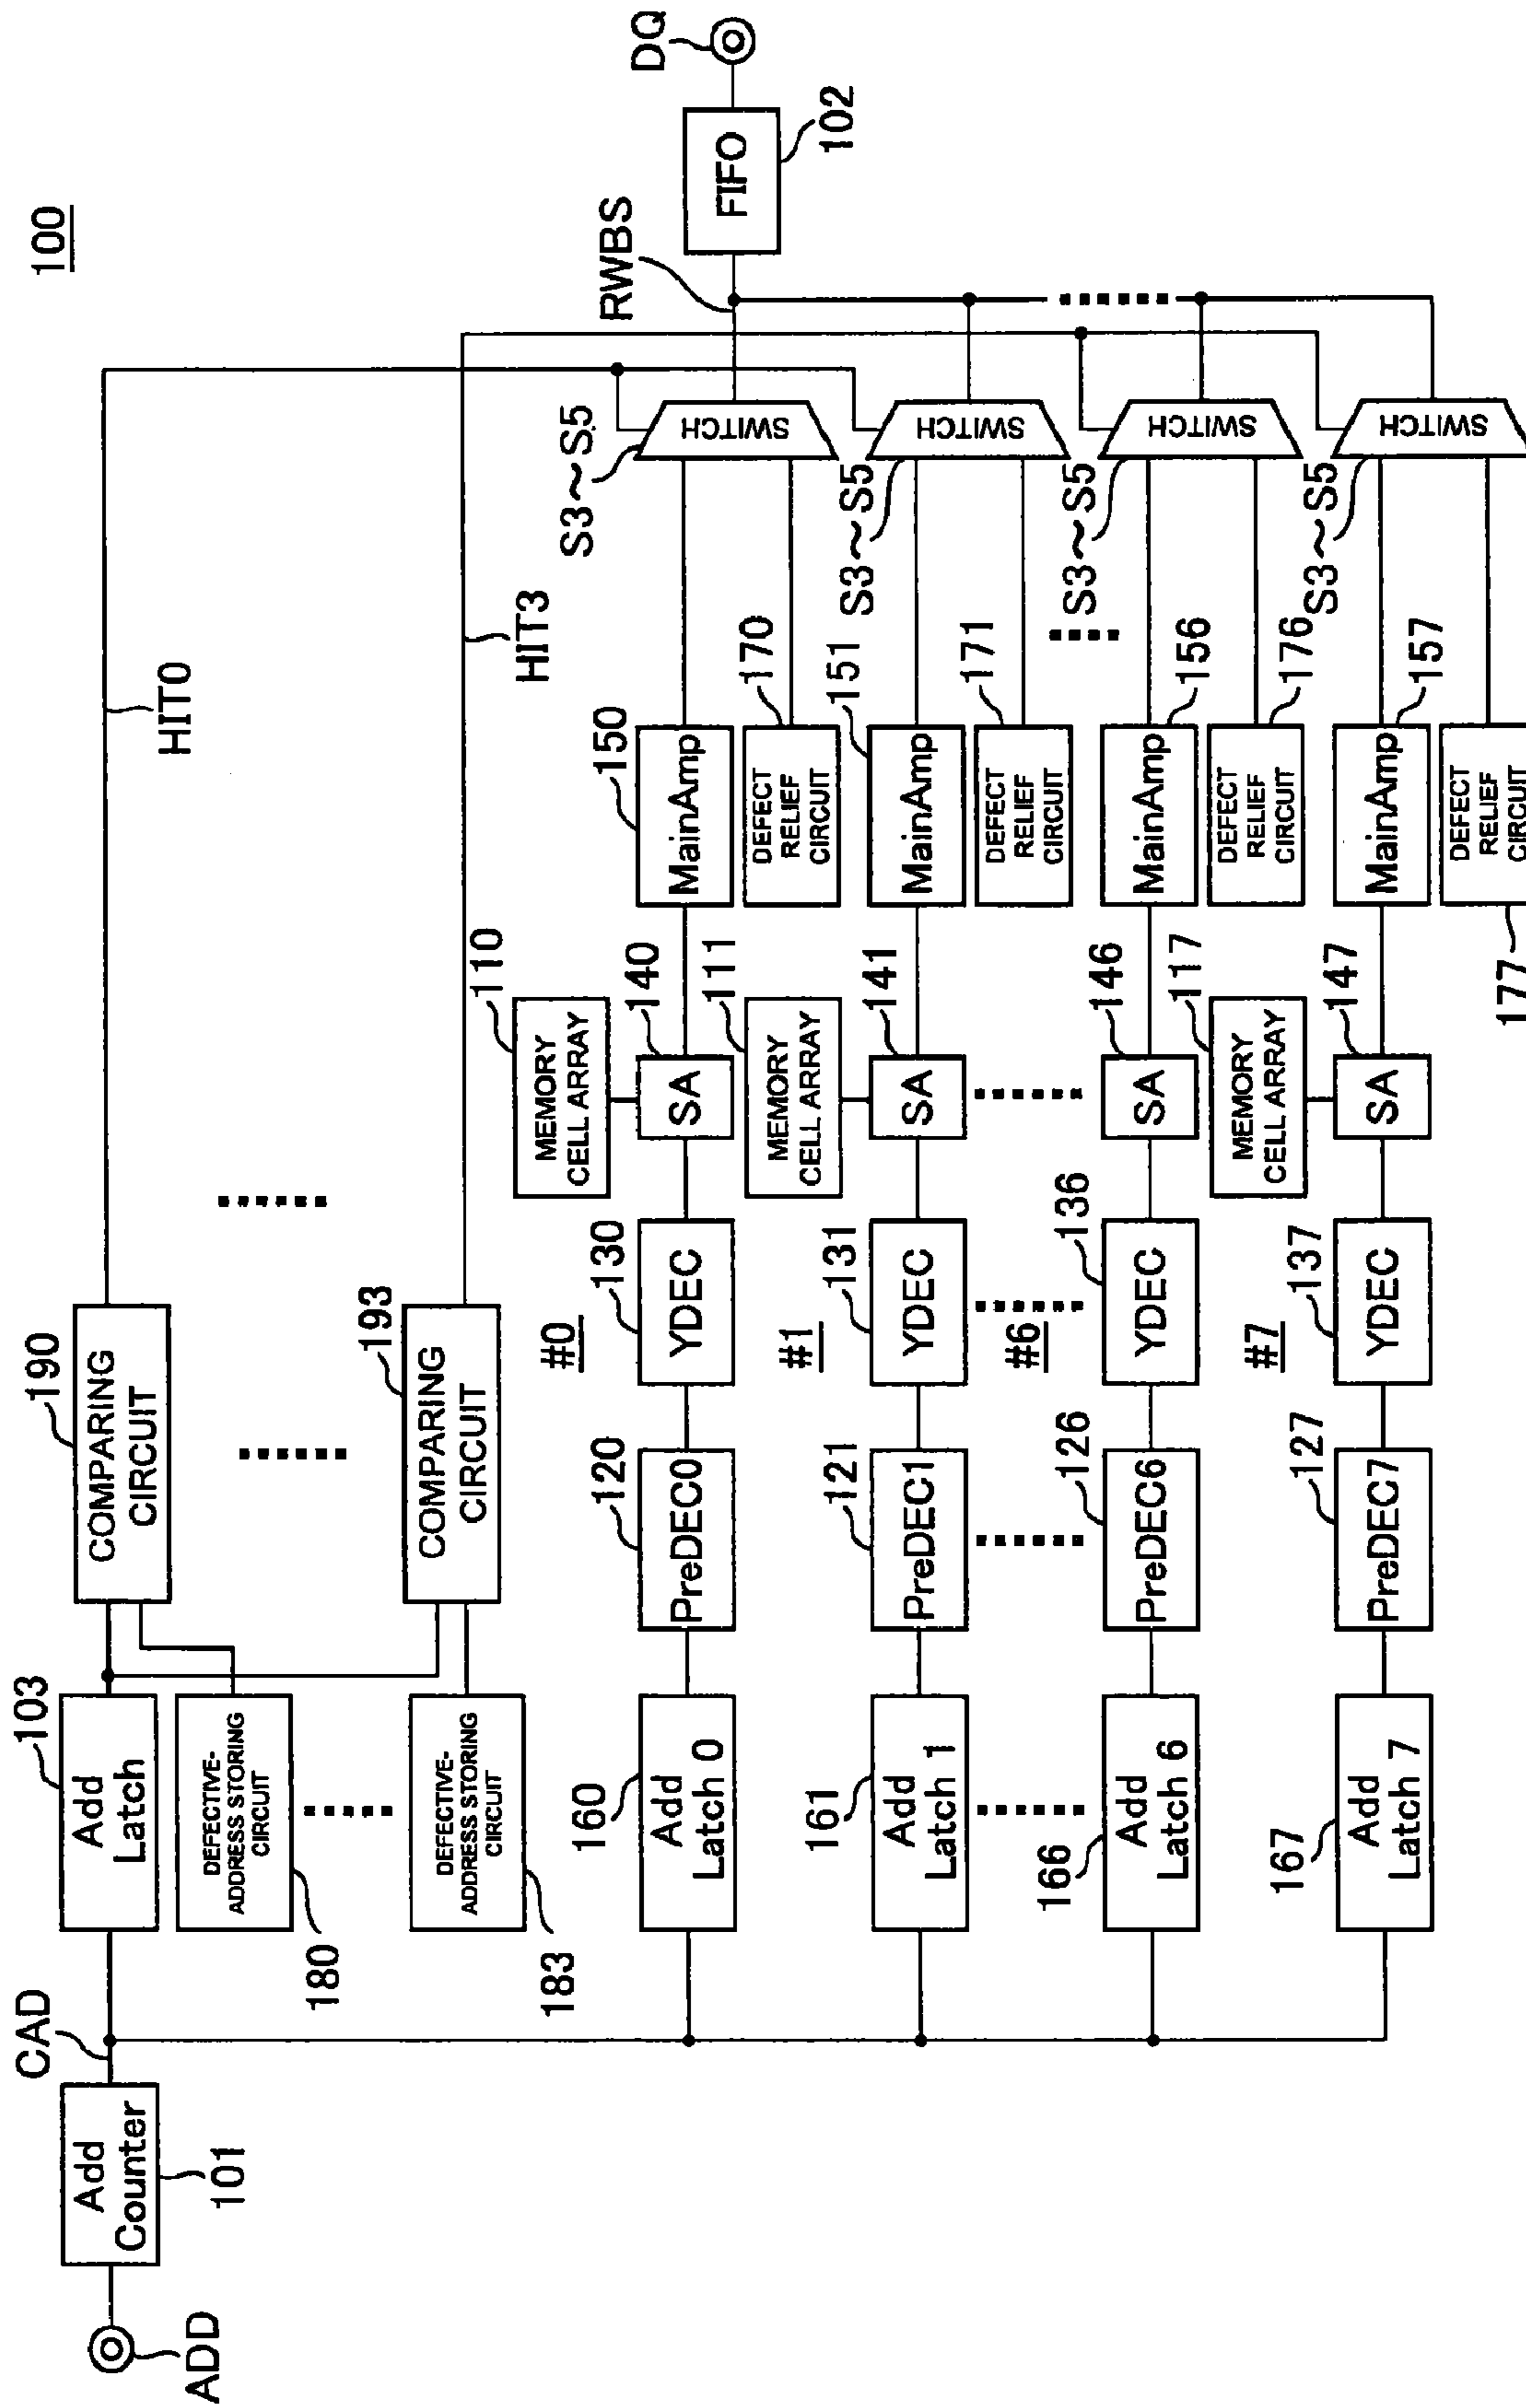 100
ADD
Add
Counter
101
CAD
Add
Latch
103
DEFECTIVE-
ADDRESS STORING
CIRCUIT
180
DEFECTIVE-
ADDRESS STORING
CIRCUIT
183
COMPARING
CIRCUIT
190
COMPARING
CIRCUIT
193
HIT0
HIT3
RWBS
FIFO
102
DQ
#0
Add
Latch 0
160
PreDEC0
120
YDEC
130
MEMORY
CELL ARRAY
110
SA
140
MainAmp
150
DEFECT
RELIEF
CIRCUIT
170
S3~S5
SWITCH
#1
Add
Latch 1
161
PreDEC1
121
YDEC
131
MEMORY
CELL ARRAY
111
SA
141
MainAmp
151
DEFECT
RELIEF
CIRCUIT
171
S3~S5
SWITCH
#6
Add
Latch 6
166
PreDEC6
126
YDEC
136
SA
146
MainAmp
156
DEFECT
RELIEF
CIRCUIT
176
S3~S5
SWITCH
#7
Add
Latch 7
167
PreDEC7
127
YDEC
137
MEMORY
CELL ARRAY
117
SA
147
MainAmp
157
DEFECT
RELIEF
CIRCUIT
177
S3~S5
SWITCH